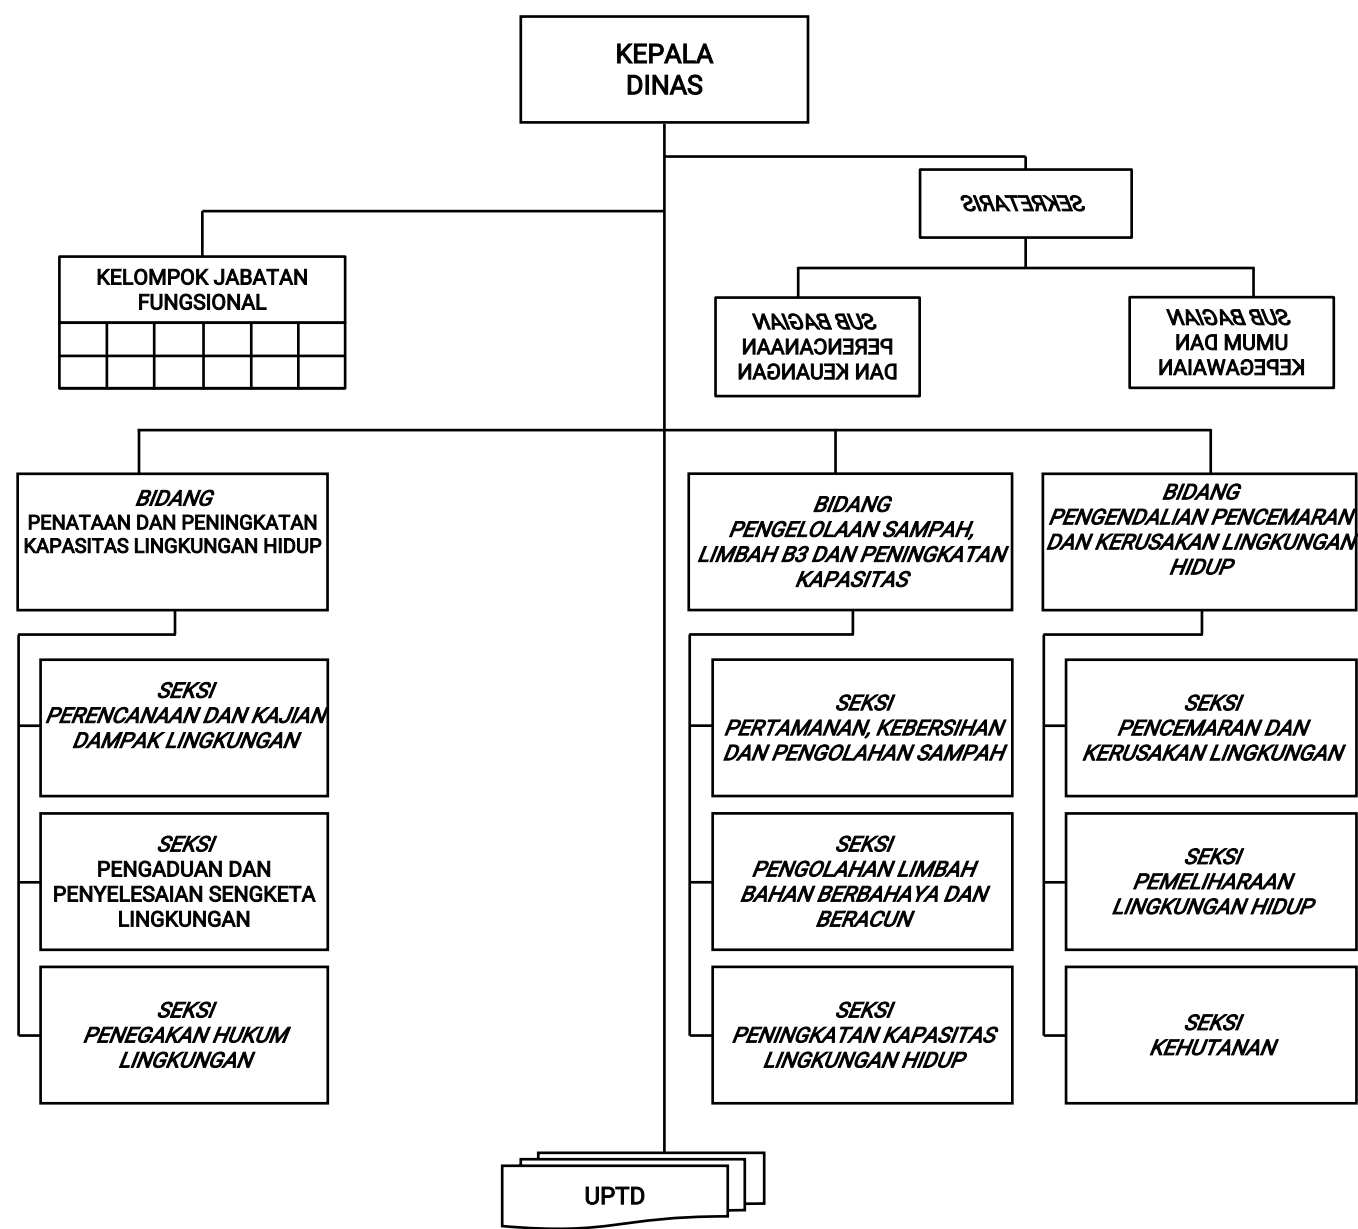 KEPALA
DINAS
SEKRETARIS
KELOMPOK JABATAN
FUNGSIONAL
SUB BAGIAN
PERENCANAAN
DAN KEUANGAN
SUB BAGIAN
UMUM DAN
KEPEGAWAIAN
BIDANG
PENATAAN DAN PENINGKATAN
KAPASITAS LINGKUNGAN HIDUP
BIDANG
PENGELOLAAN SAMPAH,
LIMBAH B3 DAN PENINGKATAN
KAPASITAS
BIDANG
PENGENDALIAN PENCEMARAN
DAN KERUSAKAN LINGKUNGAN
HIDUP
SEKSI
PERENCANAAN DAN KAJIAN
DAMPAK LINGKUNGAN
SEKSI
PERTAMANAN, KEBERSIHAN
DAN PENGOLAHAN SAMPAH
SEKSI
PENCEMARAN DAN
KERUSAKAN LINGKUNGAN
SEKSI
PENGADUAN DAN
PENYELESAIAN SENGKETA
LINGKUNGAN
SEKSI
PENGOLAHAN LIMBAH
BAHAN BERBAHAYA DAN
BERACUN
SEKSI
PEMELIHARAAN
LINGKUNGAN HIDUP
SEKSI
PENEGAKAN HUKUM
LINGKUNGAN
SEKSI
PENINGKATAN KAPASITAS
LINGKUNGAN HIDUP
SEKSI
KEHUTANAN
UPTD